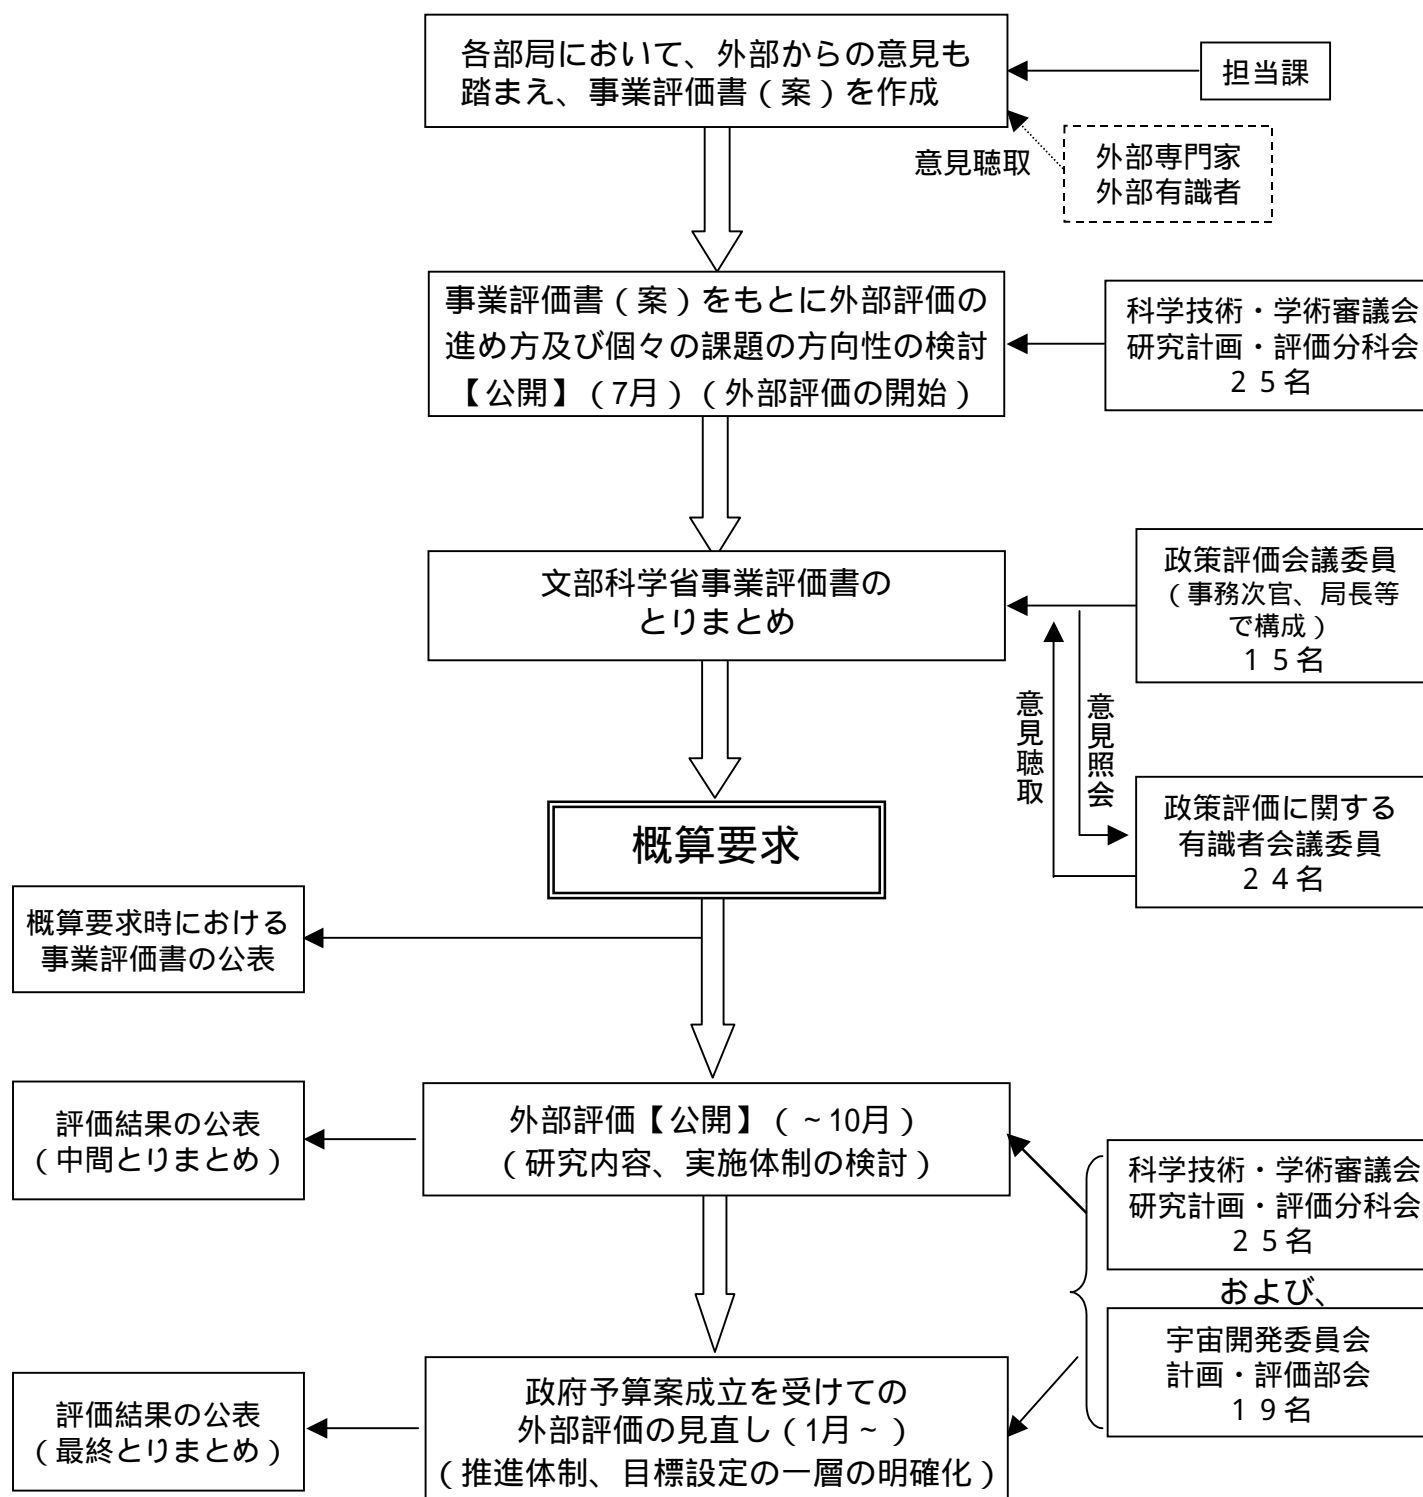 各部局において、外部からの意見も
踏まえ、事業評価書（案）を作成
担当課
意見聴取
外部専門家
外部有識者
事業評価書（案）をもとに外部評価の
進め方及び個々の課題の方向性の検討
【公開】（7月）（外部評価の開始）
科学技術・学術審議会
研究計画・評価分科会
２５名
文部科学省事業評価書の
とりまとめ
政策評価会議委員
（事務次官、局長等
で構成）
１５名
意見聴取
意見照会
政策評価に関する
有識者会議委員
２４名
概算要求
概算要求時における
事業評価書の公表
外部評価【公開】（～10月）
（研究内容、実施体制の検討）
評価結果の公表
（中間とりまとめ）
科学技術・学術審議会
研究計画・評価分科会
２５名
および、
宇宙開発委員会
計画・評価部会
１９名
政府予算案成立を受けての
外部評価の見直し（1月～）
（推進体制、目標設定の一層の明確化）
評価結果の公表
（最終とりまとめ）